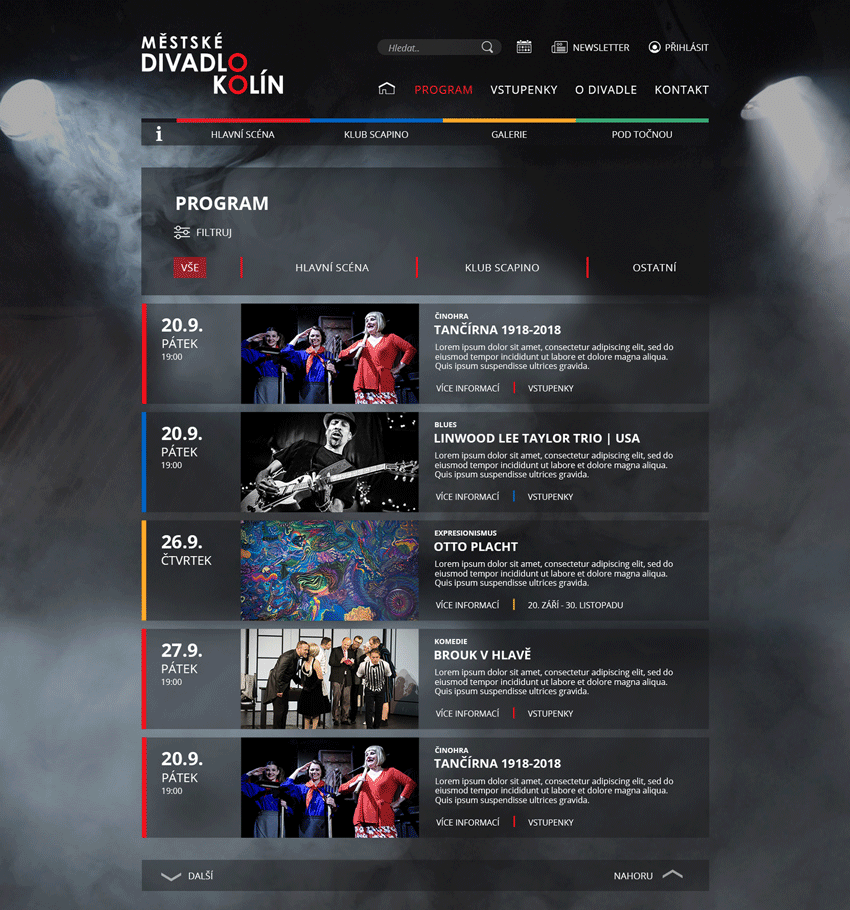 MĚSTSKÉ
DIVADLO
KOLÍN
Hledat..
NEWSLETTER
PŘIHLÁSIT
PROGRAM
VSTUPENKY
O DIVADLE
KONTAKT
i
HLAVNÍ SCÉNA
KLUB SCAPINO
GALERIE
POD TOČNOU
PROGRAM
FILTRUJ
VŠE
HLAVNÍ SCÉNA
KLUB SCAPINO
OSTATNÍ
20.9.
PÁTEK
19:00
ČINOHRA
TANČÍRNA 1918-2018
Lorem ipsum dolor sit amet, consectetur adipiscing elit, sed do
eiusmod tempor incididunt ut labore et dolore magna aliqua.
Quis ipsum suspendisse ultrices gravida.
VÍCE INFORMACÍ
VSTUPENKY
20.9.
PÁTEK
19:00
BLUES
LINWOOD LEE TAYLOR TRIO | USA
Lorem ipsum dolor sit amet, consectetur adipiscing elit, sed do
eiusmod tempor incididunt ut labore et dolore magna aliqua.
Quis ipsum suspendisse ultrices gravida.
VÍCE INFORMACÍ
VSTUPENKY
26.9.
ČTVRTEK
EXPRESIONISMUS
OTTO PLACHT
Lorem ipsum dolor sit amet, consectetur adipiscing elit, sed do
eiusmod tempor incididunt ut labore et dolore magna aliqua.
Quis ipsum suspendisse ultrices gravida.
VÍCE INFORMACÍ
20. ZÁŘÍ - 30. LISTOPADU
27.9.
PÁTEK
19:00
KOMEDIE
BROUK V HLAVĚ
Lorem ipsum dolor sit amet, consectetur adipiscing elit, sed do
eiusmod tempor incididunt ut labore et dolore magna aliqua.
Quis ipsum suspendisse ultrices gravida.
VÍCE INFORMACÍ
VSTUPENKY
20.9.
PÁTEK
19:00
ČINOHRA
TANČÍRNA 1918-2018
Lorem ipsum dolor sit amet, consectetur adipiscing elit, sed do
eiusmod tempor incididunt ut labore et dolore magna aliqua.
Quis ipsum suspendisse ultrices gravida.
VÍCE INFORMACÍ
VSTUPENKY
DALŠÍ
NAHORU